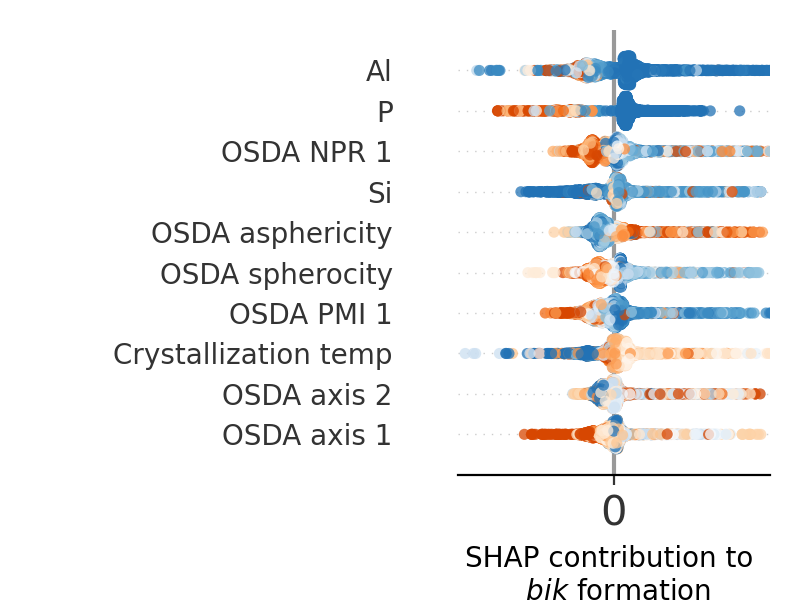 Al
P
OSDA NPR 1
Si
OSDA asphericity
OSDA spherocity
OSDA PMI 1
Crystallization temp
OSDA axis 2
OSDA axis 1
0
SHAP contribution to
bik formation